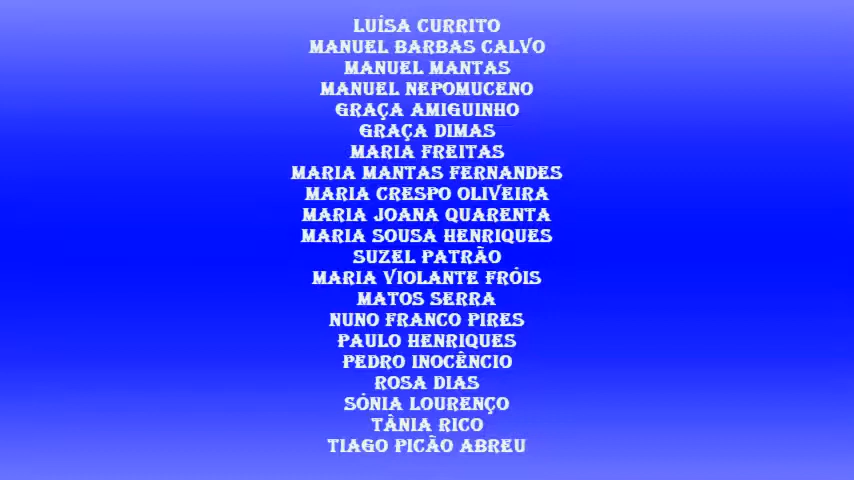 LUÍSA CURRITO
MANUEL BARBAS CALVO
MANUEL MANTAS
MANUEL NEPOMUCENO
GRAÇA AMIGUINHO
GRAÇA DIMAS
MARIA FREITAS
MARIA MANTAS FERNANDES
MARIA CRESPO OLIVEIRA
MARIA JOANA QUARENTA
MARIA SOUSA HENRIQUES
SUZEL PATRÃO
MARIA VIOLANTE FRÓIS
MATOS SERRA
NUNO FRANCO PIRES
PAULO HENRIQUES
PEDRO INOCÊNCIO
ROSA DIAS
SÓNIA LOURENÇO
TÂNIA RICO
TIAGO PICÃO ABREU